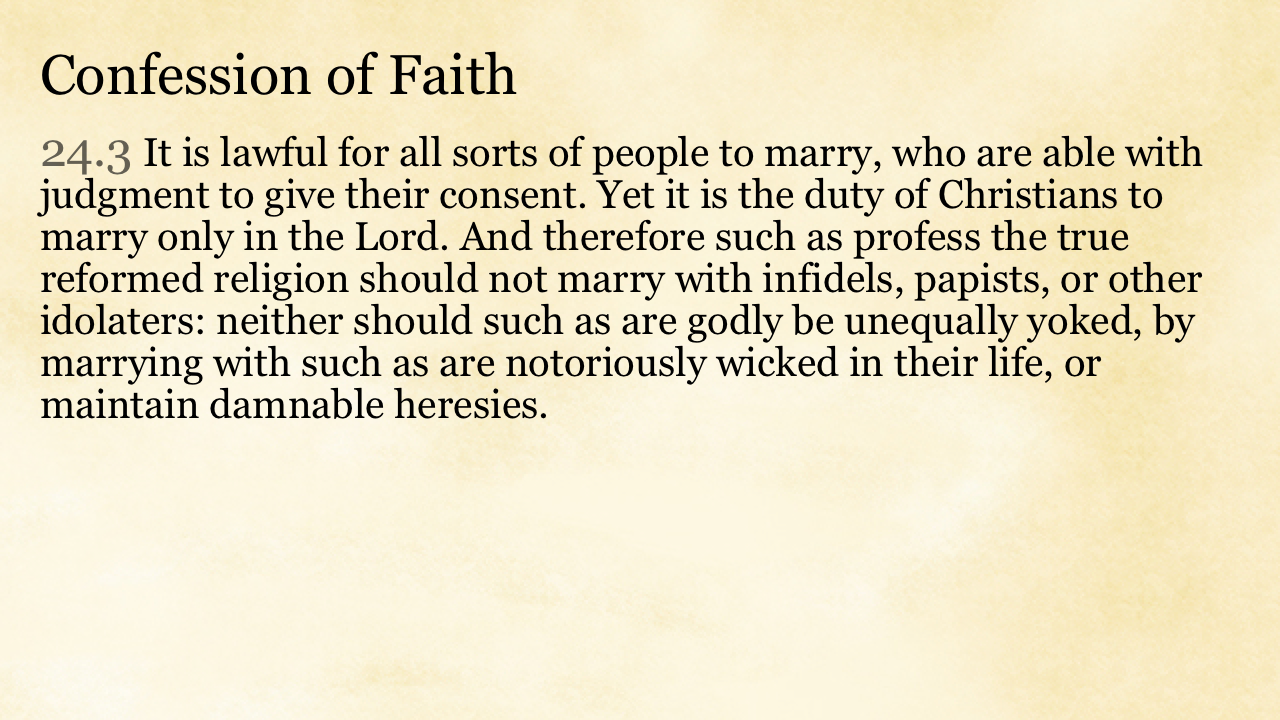 Confession of Faith
24.3 It is lawful for all sorts of people to marry, who are able with
judgment to give their consent. Yet it is the duty of Christians to
marry only in the Lord. And therefore such as profess the true
reformed religion should not marry with infidels, papists, or other
idolaters: neither should such as are godly be unequally yoked, by
marrying with such as are notoriously wicked in their life, or
maintain damnable heresies.